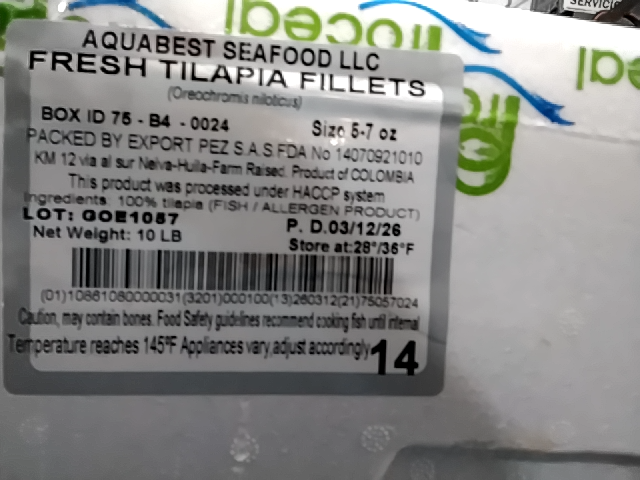 SERVICIO
AQUABEST SEAFOOD LLC
FRESH TILAPIA FILLETS
(Oreochromis niloticus)
BOX ID 75 - B4 - 0024 Size 5-7 oz
PACKED BY EXPORT PEZ S.A.S FDA No 14070921010
KM 12 via al sur Neiva-Huila-Farm Raised. Product of COLOMBIA
This product was processed under HACCP system
Ingredients: 100% tilapia (FISH / ALLERGEN PRODUCT)
LOT: GOE1087 P. D.03/12/26
Net Weight: 10 LB Store at:28°/36°F
(01)10861080000031(3201)000100(13)260312(21)75057024
Caution, may contain bones. Food Safety guidelines recommend cooking fish until internal
Temperature reaches 145ºF Appliances vary,adjust accordingly 14